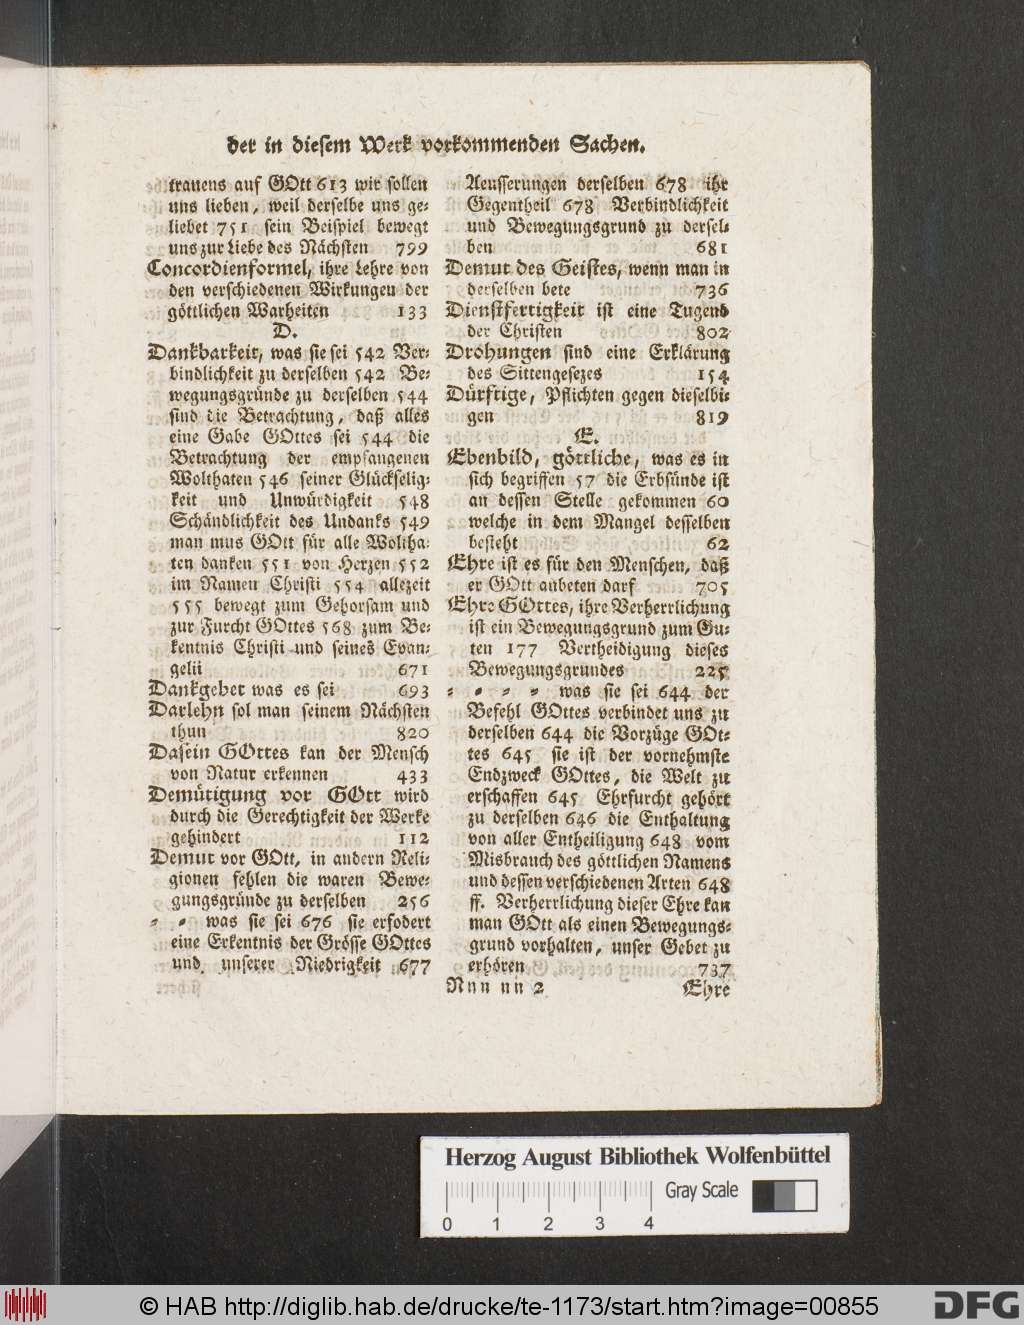 der in diesem Werk vorkommenden Sachen.
trauens auf GOtt 613 wir sollen
uns lieben, weil derselbe uns ge-
liebet 751 sein Beispiel bewegt
uns zur Liebe des Nächsten 799
Concordienformel, ihre Lehre von
den verschiedenen Wirkungen der
göttlichen Warheiten 133
D.
Dankbarkeit, was sie sei 542 Ver-
bindlichkeit zu derselben 542 Be-
wegungsgründe zu derselben 544
sind die Betrachtung, daß alles
eine Gabe GOttes sei 544 die
Betrachtung der empfangenen
Wolthaten 546 seiner Glückselig-
keit und Unwürdigkeit 548
Schändlichkeit des Undanks 549
man mus GOtt für alle Woltha-
ten danken 551 von Herzen 552
im Namen Christi 554 allezeit
555 bewegt zum Gehorsam und
zur Furcht GOttes 568 zum Be-
kentnis Christi und seines Evan-
gelii 671
Dankgebet was es sei 693
Darlehn sol man seinem Nächsten
thun 820
Dasein GOttes kan der Mensch
von Natur erkennen 433
Demütigung vor GOtt wird
durch die Gerechtigkeit der Werke
gehindert 112
Demut vor GOtt, in andern Reli-
gionen fehlen die waren Bewe-
gungsgründe zu derselben 256
- - was sie sei 676 sie erfodert
eine Erkentnis der Grösse GOttes
und unserer Niedrigkeit 677
Aeusserungen derselben 678 ihr
Gegentheil 678 Verbindlichkeit
und Bewegungsgrund zu dersel-
ben 681
Demut des Geistes, wenn man in
derselben bete 736
Dienstfertigkeit ist eine Tugend
der Christen 802
Drohungen sind eine Erklärung
des Sittengesezes 154
Dürftige, Pflichten gegen dieselbi-
gen 819
E.
Ebenbild, göttliche, was es in
sich begriffen 57 die Erbsünde ist
an dessen Stelle gekommen 60
welche in dem Mangel desselben
besteht 62
Ehre ist es für den Menschen, daß
er GOtt anbeten darf 705
Ehre GOttes, ihre Verherrlichung
ist ein Bewegungsgrund zum Gu-
ten 177 Vertheidigung dieses
Bewegungsgrundes 225
- - - - was sie sei 644 der
Befehl GOttes verbindet uns zu
derselben 644 die Vorzüge GOt-
tes 645 sie ist der vornehmste
Endzweck GOttes, die Welt zu
erschaffen 645 Ehrfurcht gehört
zu derselben 646 die Enthaltung
von aller Entheiligung 648 vom
Misbrauch des göttlichen Namens
und dessen verschiedenen Arten 648
ff. Verherrlichung dieser Ehre kan
man GOtt als einen Bewegungs-
grund vorhalten, unser Gebet zu
erhören 737
Nnn nn 2 Ehre
Herzog August Bibliothek Wolfenbüttel
Gray Scale
0 1 2 3 4
© HAB http://diglib.hab.de/drucke/te-1173/start.htm?image=00855
DFG